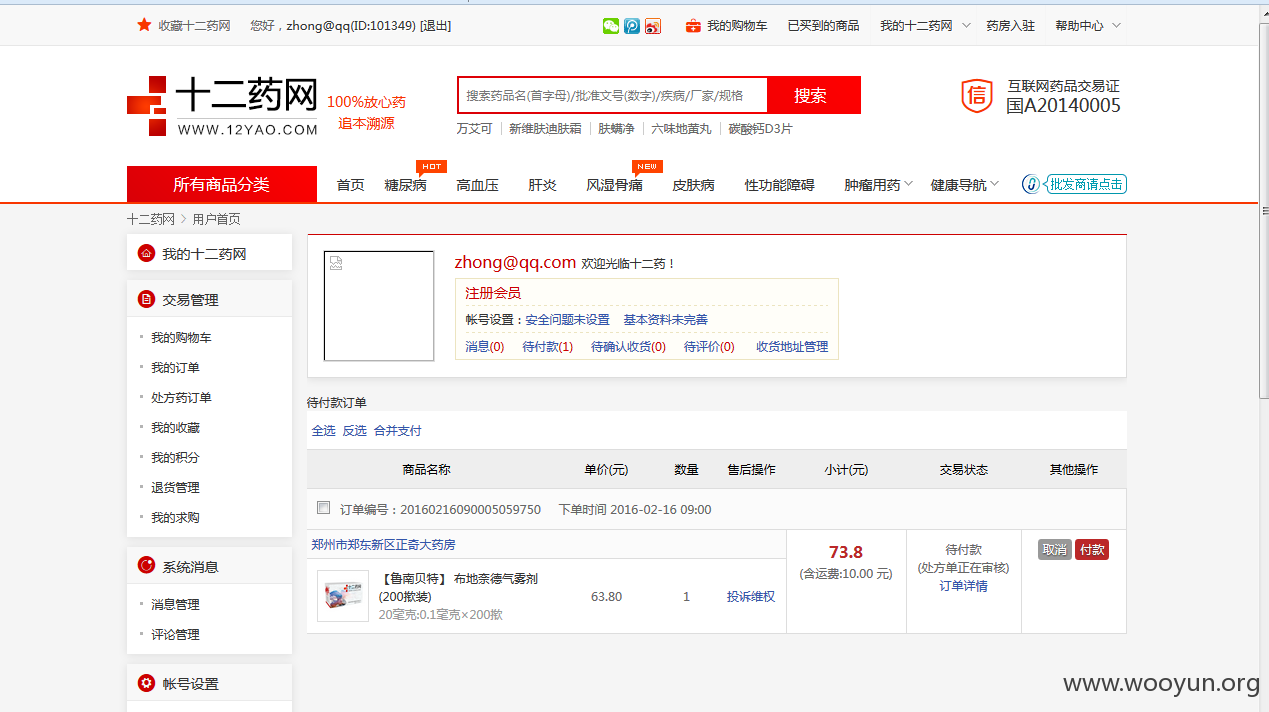 收藏十二药网 您好，zhong@qq(ID:101349) [退出] 我的购物车 已买到的商品 我的十二药网 药房入驻 帮助中心
十二药网
WWW.12YAO.COM
100%放心药
追本溯源
搜索药品名(首字母)/批准文号(数字)/疾病/厂家/规格 搜索
万艾可 新维肤迪肤霜 肤螨净 六味地黄丸 碳酸钙D3片
信 互联网药品交易证
国A20140005
HOT NEW
所有商品分类 首页 糖尿病 高血压 肝炎 风湿骨痛 皮肤病 性功能障碍 肿瘤用药 健康导航 批发商请点击
十二药网 > 用户首页
我的十二药网
交易管理
我的购物车
我的订单
处方药订单
我的收藏
我的积分
退货管理
我的求购
系统消息
消息管理
评论管理
帐号设置
zhong@qq.com 欢迎光临十二药！
注册会员
帐号设置：安全问题未设置 基本资料未完善
消息(0) 待付款(1) 待确认收货(0) 待评价(0) 收货地址管理
待付款订单
全选 反选 合并支付
商品名称 单价(元) 数量 售后操作 小计(元) 交易状态 其他操作
订单编号：20160216090005059750 下单时间 2016-02-16 09:00
郑州市郑东新区正奇大药房
十二药网
【鲁南贝特】 布地奈德气雾剂
(200揿装)
20毫克:0.1毫克×200揿
63.80 1 投诉维权
73.8
(含运费:10.00 元)
待付款
(处方单正在审核)
订单详情
取消 付款
www.wooyun.org